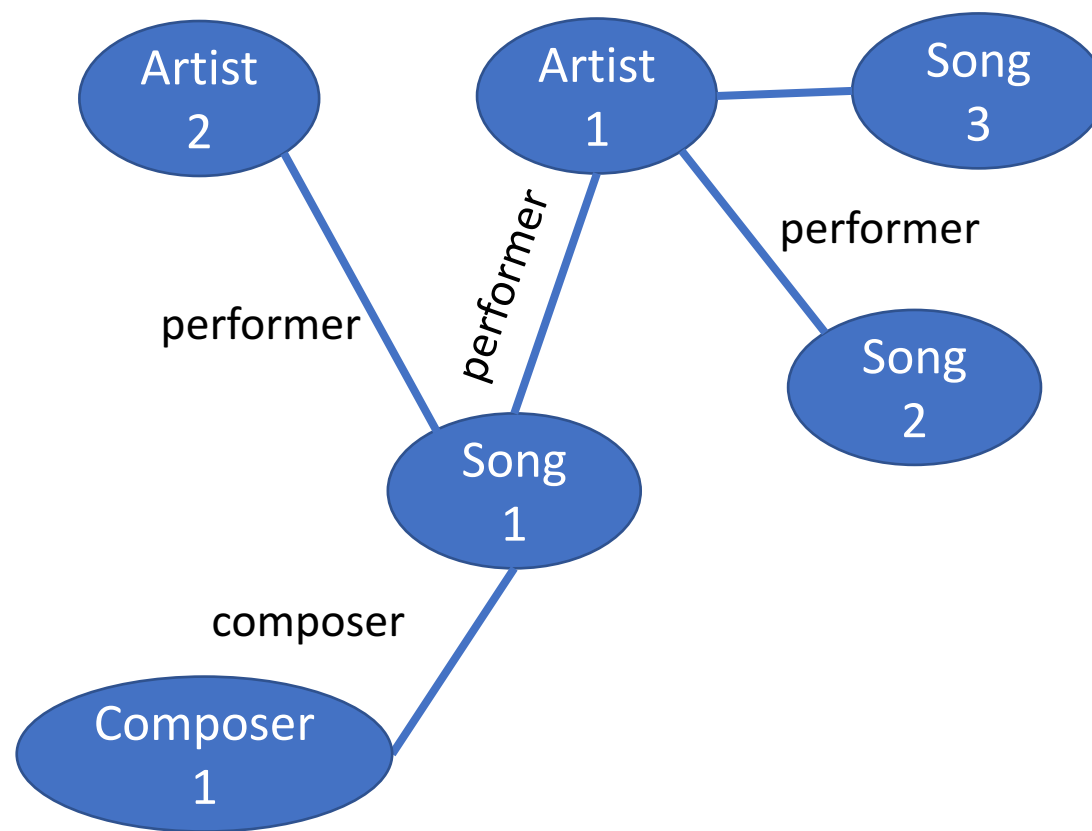 Artist
2
Artist
1
Song
3
performer
performer
performer
Song
2
Song
1
composer
Composer
1